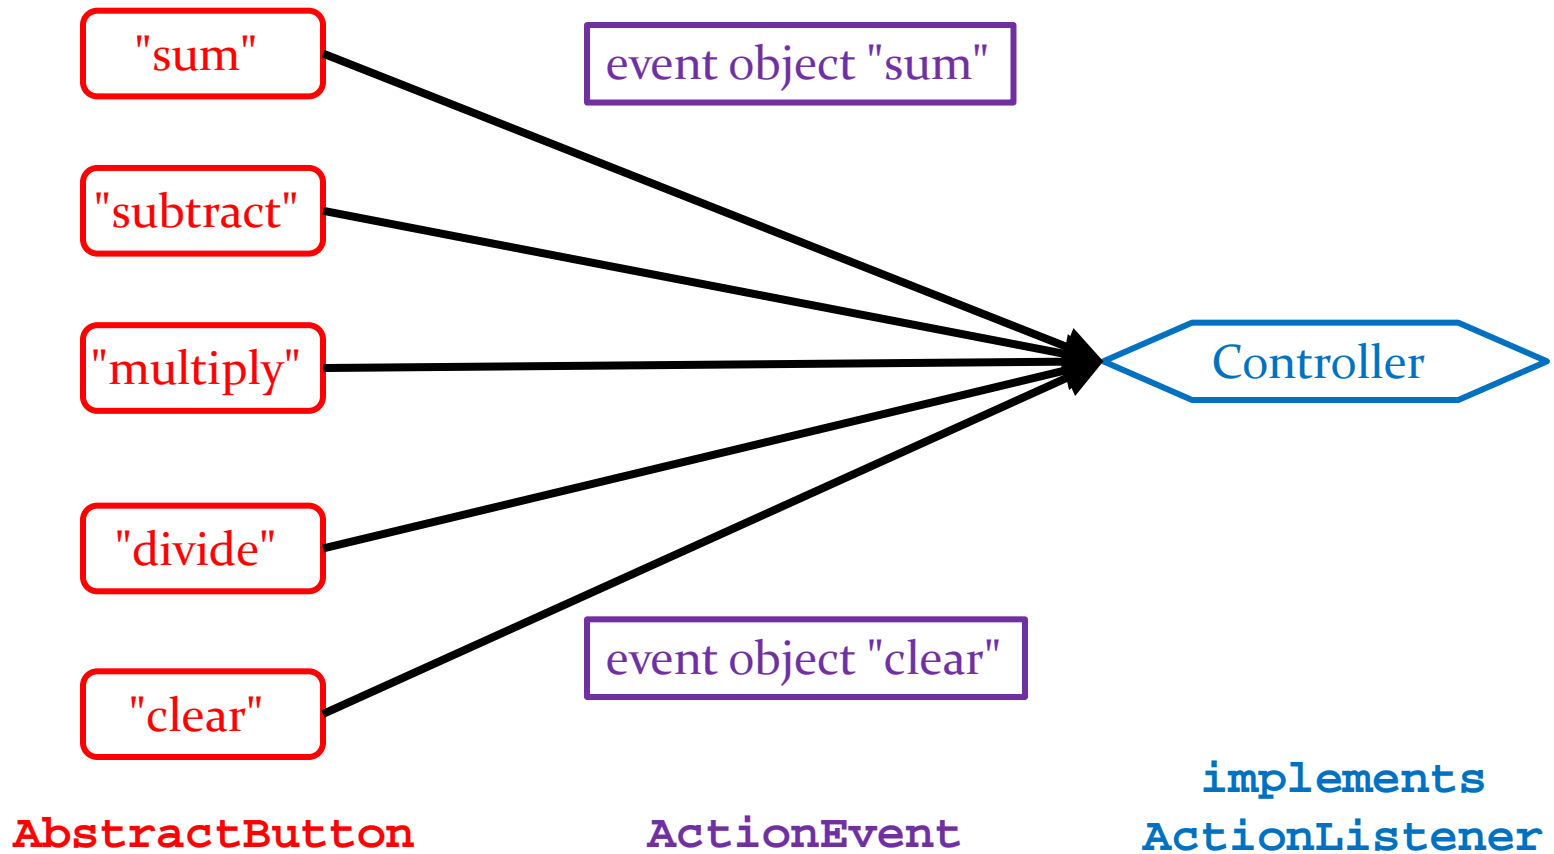 "sum"
event object "sum"
"subtract"
"multiply"
Controller
"divide"
event object "clear"
"clear"
AbstractButton
ActionEvent
implements
ActionListener